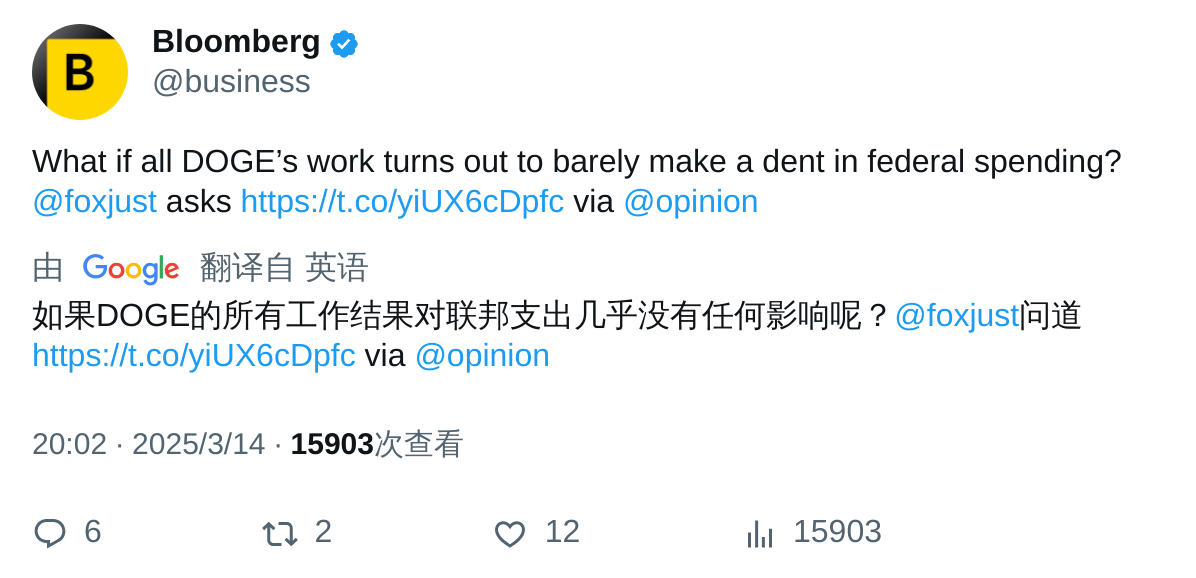 B
Bloomberg
@business
What if all DOGE’s work turns out to barely make a dent in federal spending?
@foxjust asks https://t.co/yiUX6cDpfc via @opinion
由 Google 翻译自 英语
如果DOGE的所有工作结果对联邦支出几乎没有任何影响呢？@foxjust问道
https://t.co/yiUX6cDpfc via @opinion
20:02 · 2025/3/14 · 15903次查看
6 2 12 15903